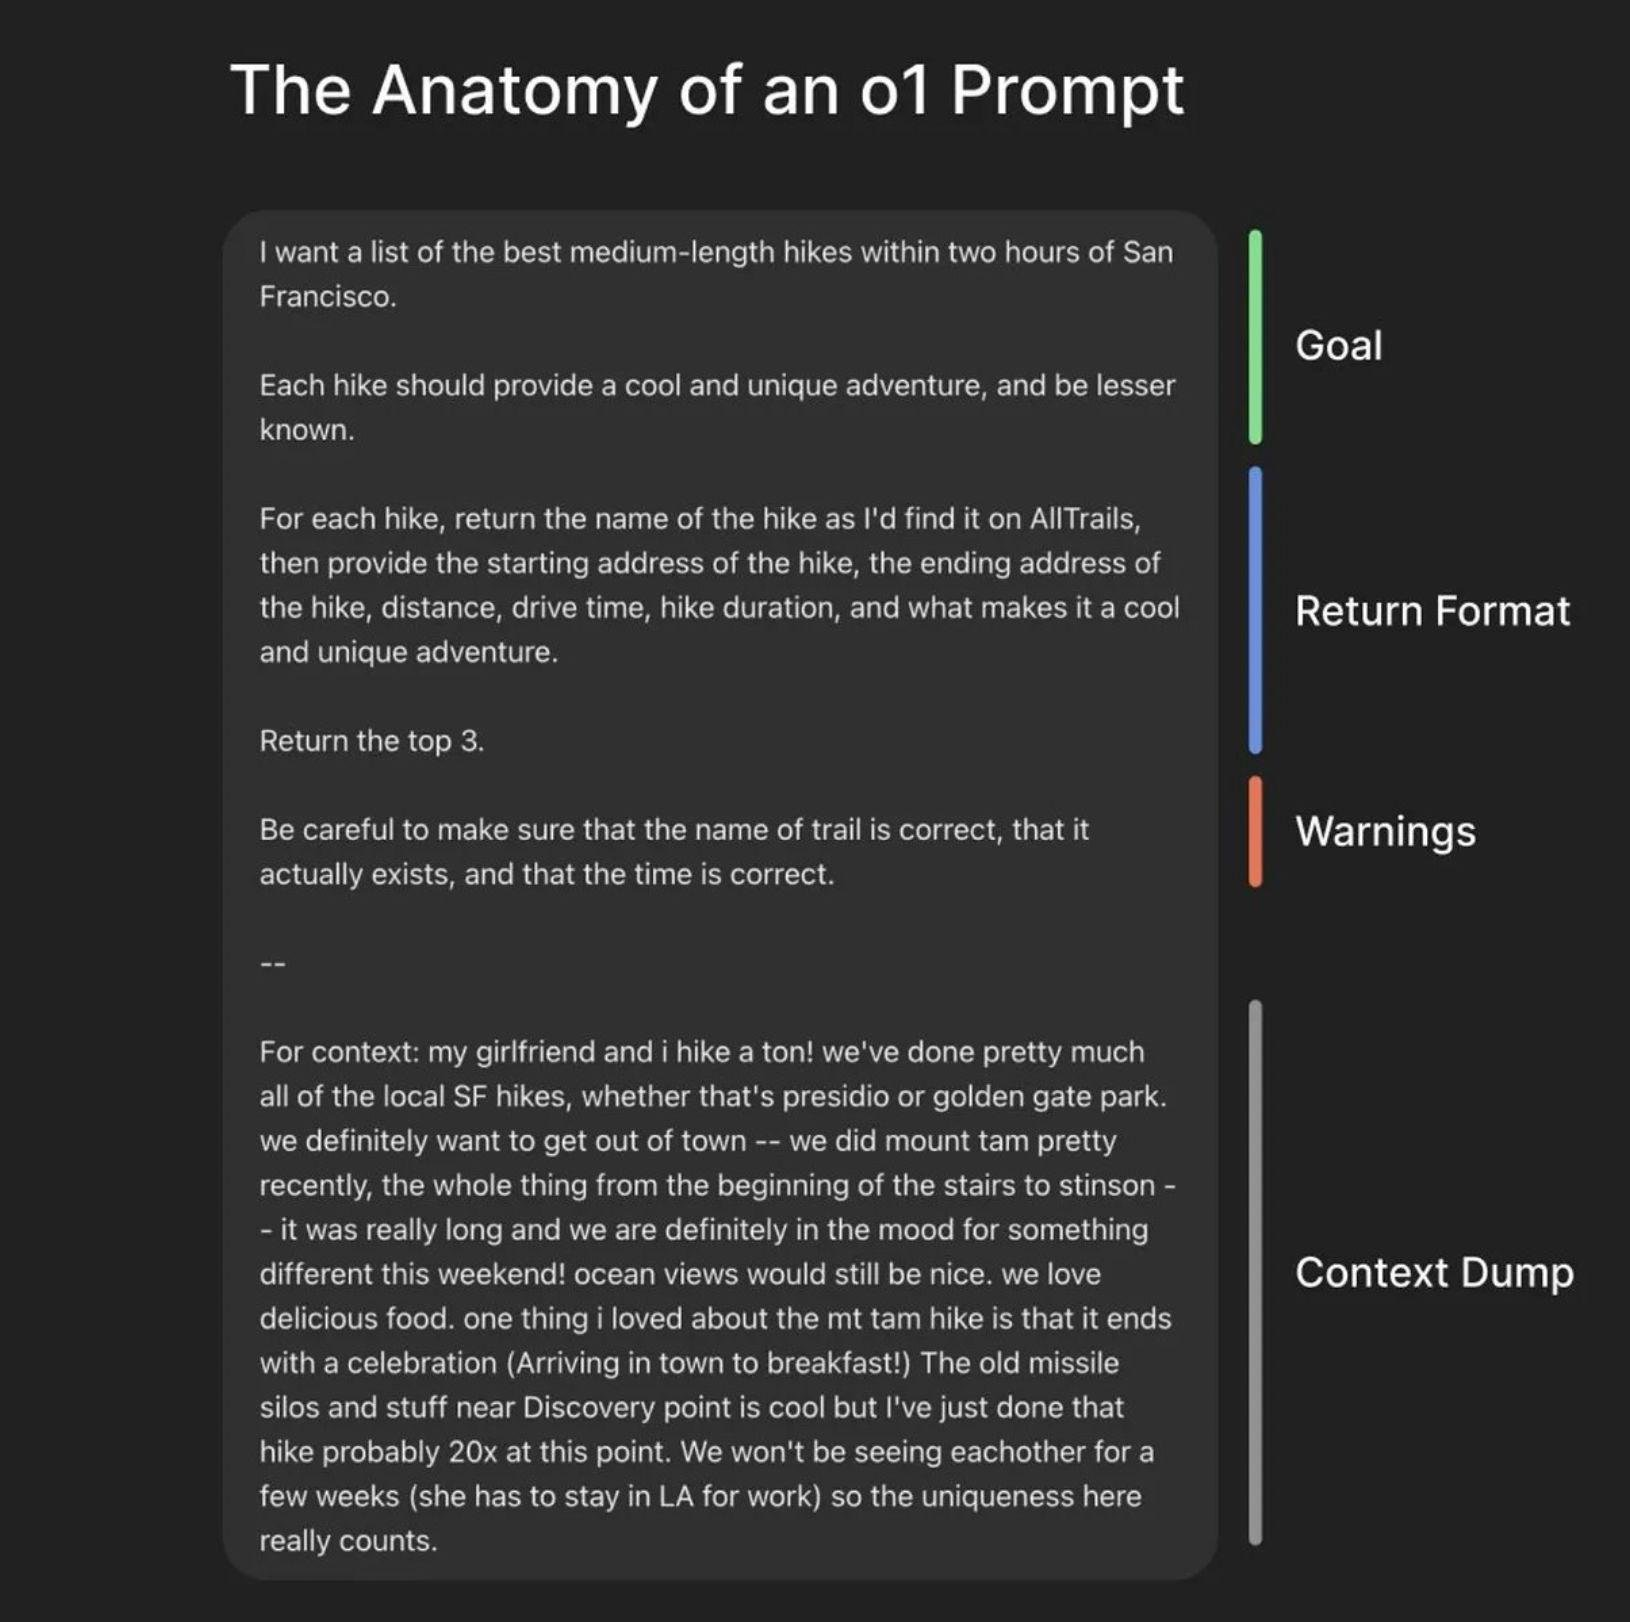 The Anatomy of an o1 Prompt
I want a list of the best medium-length hikes within two hours of San
Francisco.
Each hike should provide a cool and unique adventure, and be lesser
known.
Goal
For each hike, return the name of the hike as I'd find it on AllTrails,
then provide the starting address of the hike, the ending address of
the hike, distance, drive time, hike duration, and what makes it a cool
and unique adventure.
Return the top 3.
Return Format
Be careful to make sure that the name of trail is correct, that it
actually exists, and that the time is correct.
Warnings
--
For context: my girlfriend and i hike a ton! we've done pretty much
all of the local SF hikes, whether that's presidio or golden gate park.
we definitely want to get out of town -- we did mount tam pretty
recently, the whole thing from the beginning of the stairs to stinson -
- it was really long and we are definitely in the mood for something
different this weekend! ocean views would still be nice. we love
delicious food. one thing i loved about the mt tam hike is that it ends
with a celebration (Arriving in town to breakfast!) The old missile
silos and stuff near Discovery point is cool but I've just done that
hike probably 20x at this point. We won't be seeing eachother for a
few weeks (she has to stay in LA for work) so the uniqueness here
really counts.
Context Dump